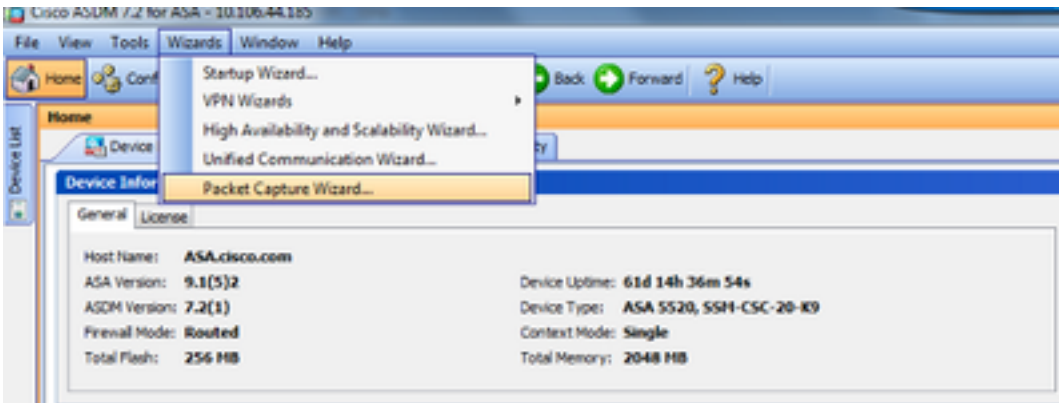 Cisco ASDM 7.2 for ASA - 10.106.44.185
File View Tools Wizards Window Help
Home Conf Back Forward Help
Startup Wizard...
VPN Wizards
High Availability and Scalability Wizard...
Unified Communication Wizard...
Packet Capture Wizard...
Device List
Home
Device ty
Device Infor
General License
Host Name: ASA.cisco.com
ASA Version: 9.1(5)2 Device Uptime: 61d 14h 36m 54s
ASDM Version: 7.2(1) Device Type: ASA 5520, SSM-CSC-20-K9
Firewall Mode: Routed Context Mode: Single
Total Flash: 256 MB Total Memory: 2048 MB